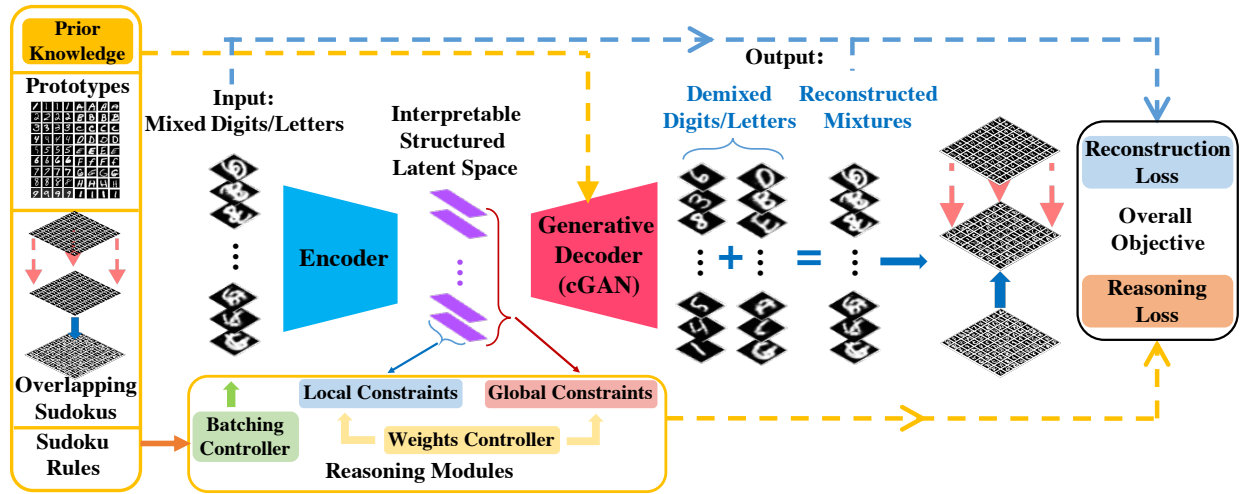 Prior
Knowledge
Prototypes
Overlapping
Sudokus
Sudoku
Rules
Input:
Mixed Digits/Letters
Encoder
Interpretable
Structured
Latent Space
Generative
Decoder
(cGAN)
Output:
Demixed
Digits/Letters
Reconstructed
Mixtures
+
=
Reconstruction
Loss
Overall
Objective
Reasoning
Loss
Batching
Controller
Local Constraints
Global Constraints
Weights Controller
Reasoning Modules